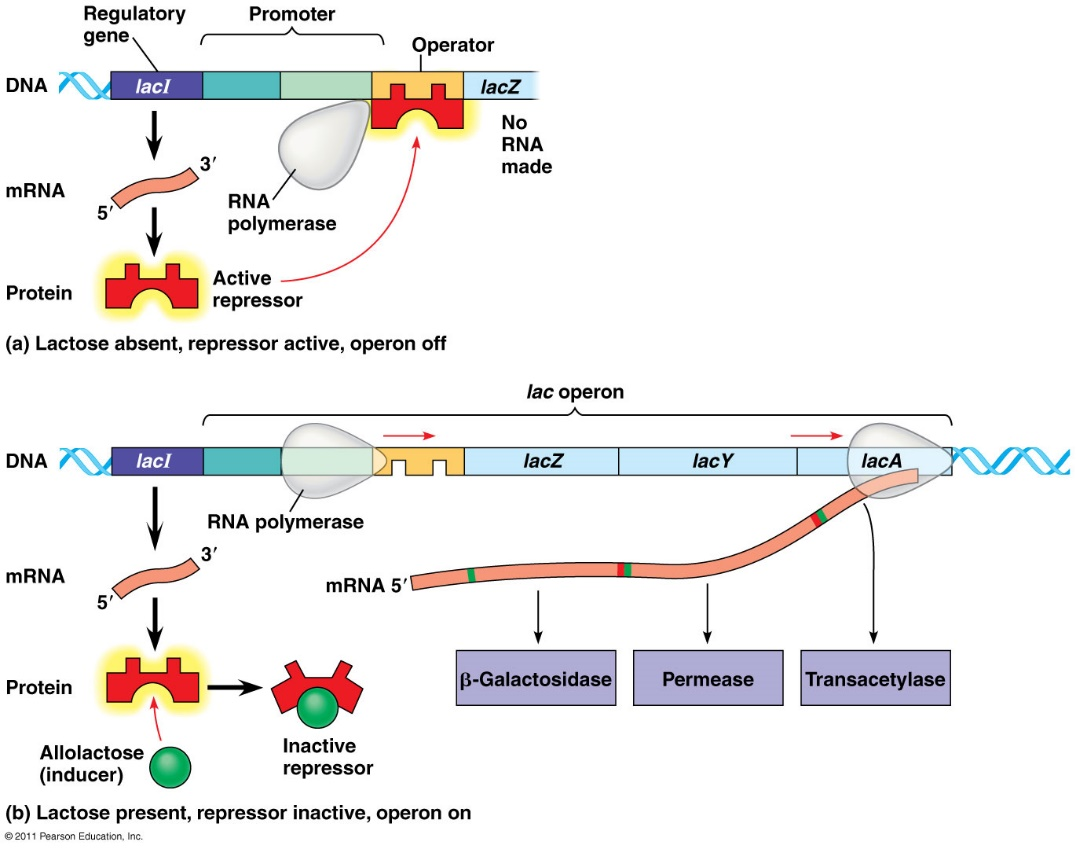 Regulatory
gene
Promoter
Operator
DNA
lacI
lacZ
No
RNA
made
mRNA
3′
5′
RNA
polymerase
Protein
Active
repressor
(a) Lactose absent, repressor active, operon off
lac operon
DNA
lacI
lacZ
lacY
lacA
RNA polymerase
mRNA
3′
5′
mRNA 5′
Protein
β-Galactosidase
Permease
Transacetylase
Allolactose
(inducer)
Inactive
repressor
(b) Lactose present, repressor inactive, operon on
© 2011 Pearson Education, Inc.